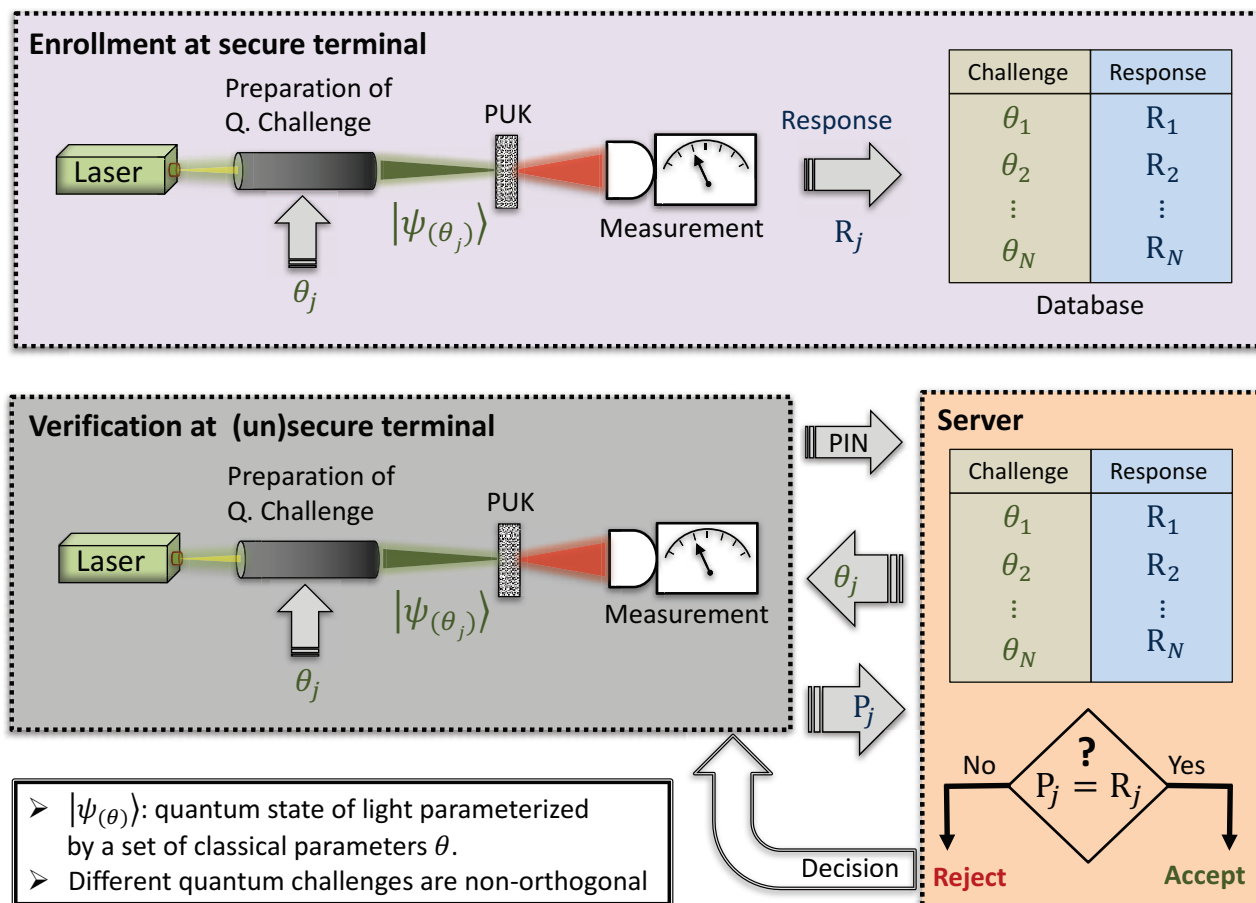 Enrollment at secure terminal
Preparation of
Q. Challenge
PUK
Laser
|ψ(θj)⟩
θj
Measurement
Response
Rj
Challenge Response
θ1 R1
θ2 R2
⋮ ⋮
θN RN
Database
Verification at (un)secure terminal
Preparation of
Q. Challenge
PUK
Laser
|ψ(θj)⟩
θj
Measurement
PIN
θj
Pj
Server
Challenge Response
θ1 R1
θ2 R2
⋮ ⋮
θN RN
?
Pj = Rj
No
Yes
Reject
Accept
Decision
➢ |ψ(θ)⟩: quantum state of light parameterized
by a set of classical parameters θ.
➢ Different quantum challenges are non-orthogonal